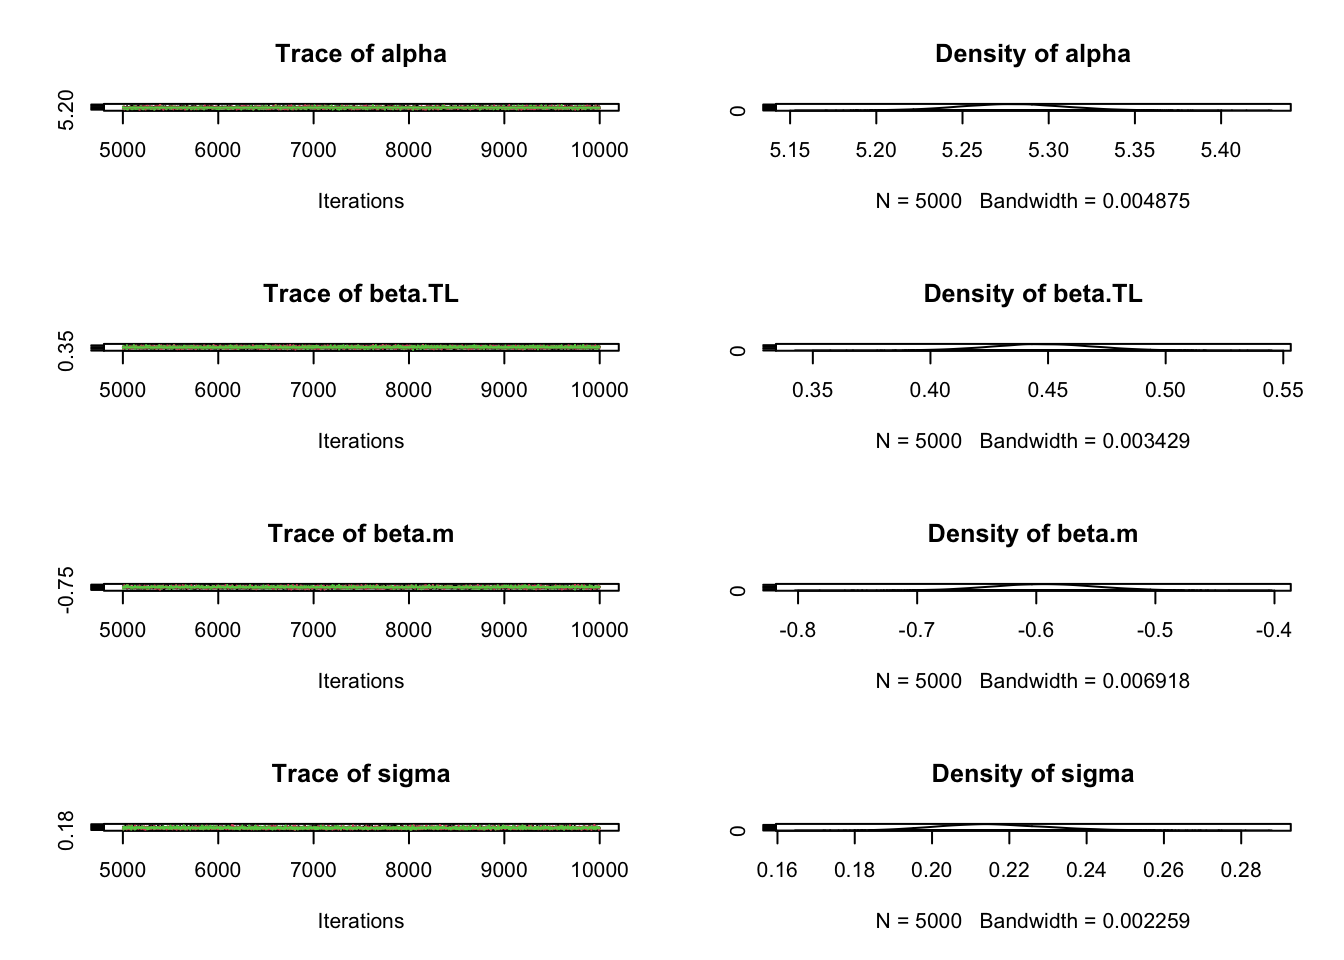 Trace of alpha
5.20
5000 6000 7000 8000 9000 10000
Iterations
Density of alpha
0
5.15 5.20 5.25 5.30 5.35 5.40
N = 5000 Bandwidth = 0.004875
Trace of beta.TL
0.35
5000 6000 7000 8000 9000 10000
Iterations
Density of beta.TL
0
0.35 0.40 0.45 0.50 0.55
N = 5000 Bandwidth = 0.003429
Trace of beta.m
-0.75
5000 6000 7000 8000 9000 10000
Iterations
Density of beta.m
0
-0.8 -0.7 -0.6 -0.5 -0.4
N = 5000 Bandwidth = 0.006918
Trace of sigma
0.18
5000 6000 7000 8000 9000 10000
Iterations
Density of sigma
0
0.16 0.18 0.20 0.22 0.24 0.26 0.28
N = 5000 Bandwidth = 0.002259